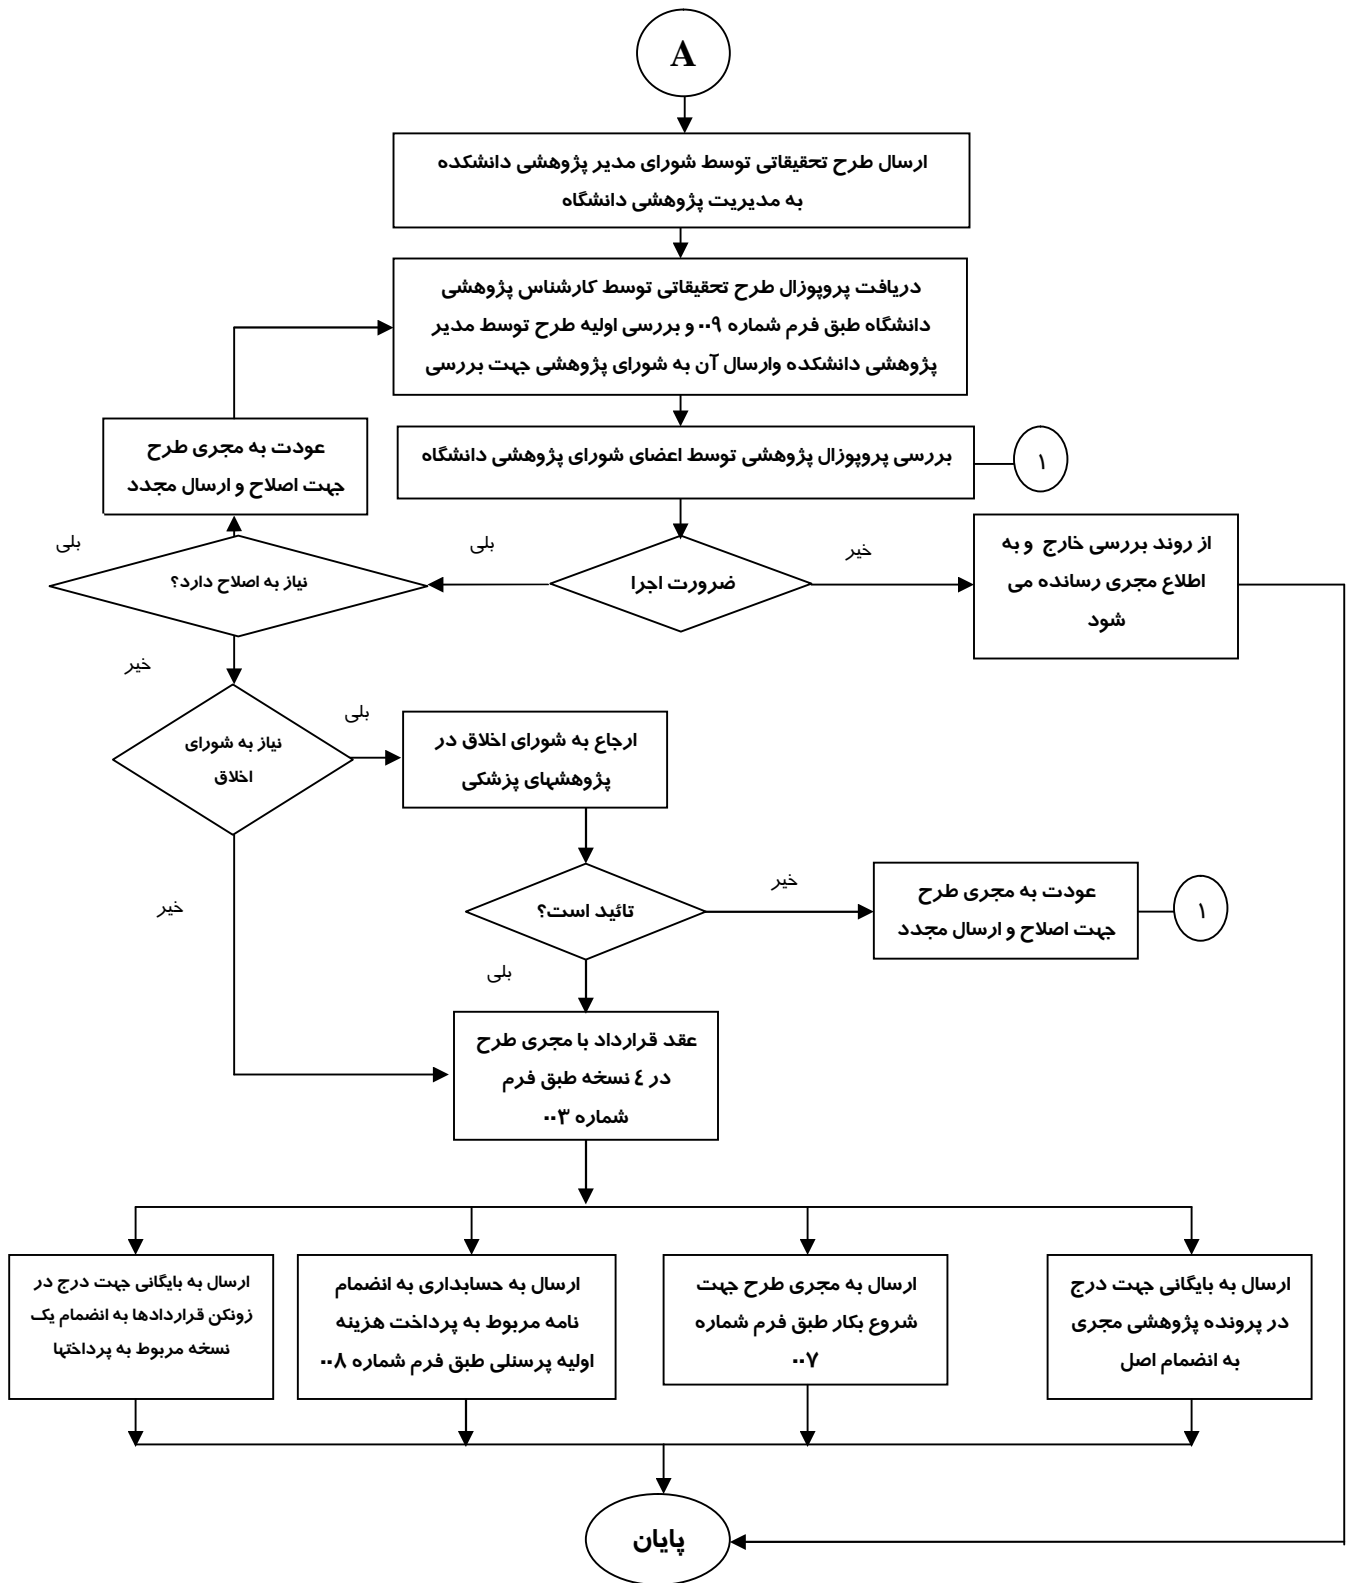 A
ارسال طرح تحقیقاتی توسط شورای مدیر پژوهشی دانشکده
به مدیریت پژوهشی دانشگاه
دریافت پروپوزال طرح تحقیقاتی توسط کارشناس پژوهشی
دانشگاه طبق فرم شماره ۰۰۹ و بررسی اولیه طرح توسط مدیر
پژوهشی دانشکده وارسال آن به شورای پژوهشی جهت بررسی
عودت به مجری طرح
جهت اصلاح و ارسال مجدد
بررسی پروپوزال پژوهشی توسط اعضای شورای پژوهشی دانشگاه
۱
از روند بررسی خارج و به
اطلاع مجری رسانده می
شود
خیر
ضرورت اجرا
بلی
نیاز به اصلاح دارد؟
بلی
خیر
نیاز به شورای
اخلاق
بلی
ارجاع به شورای اخلاق در
پژوهشهای پزشکی
خیر
تائید است؟
خیر
عودت به مجری طرح
جهت اصلاح و ارسال مجدد
۱
بلی
عقد قرارداد با مجری طرح
در ٤ نسخه طبق فرم
شماره ۰۰۳
ارسال به بایگانی جهت درج
در پرونده پژوهشی مجری
به انضمام اصل
ارسال به مجری طرح جهت
شروع بکار طبق فرم شماره
۰۰۷
ارسال به حسابداری به انضمام
نامه مربوط به پرداخت هزینه
اولیه پرسنلی طبق فرم شماره ۰۰۸
ارسال به بایگانی جهت درج در
زونکن قراردادها به انضمام یک
نسخه مربوط به پرداختها
پایان